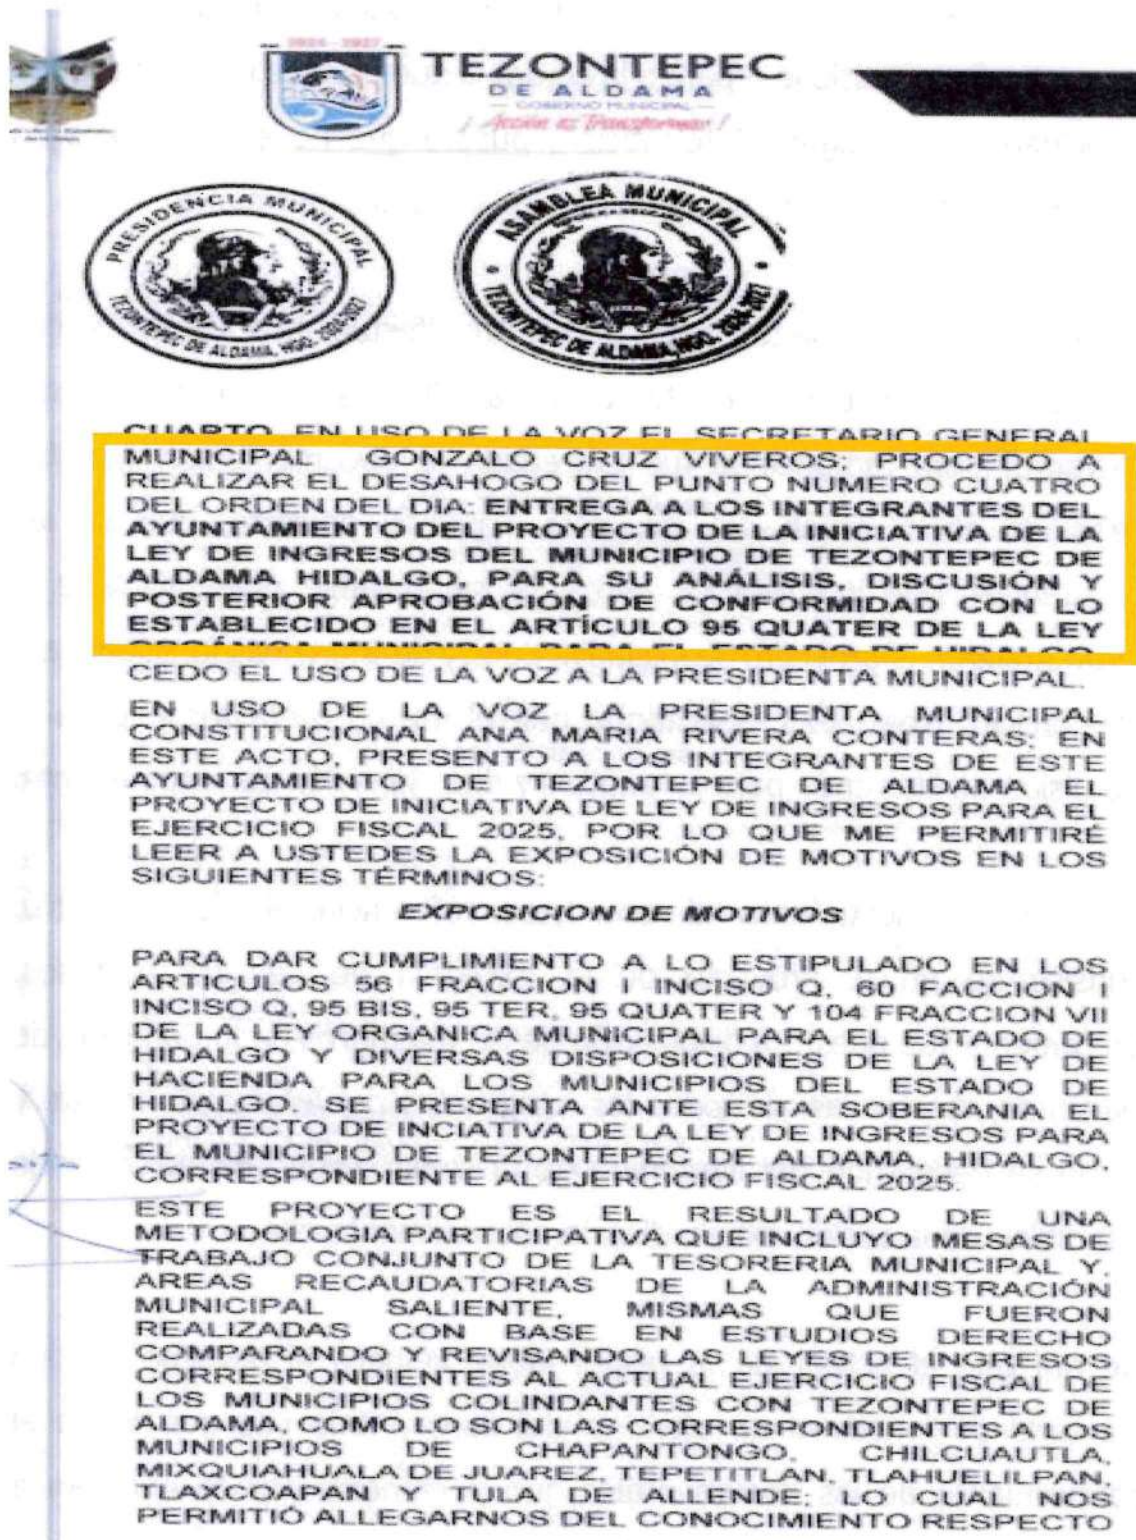 2024 - 2027
TEZONTEPEC
DE ALDAMA
GOBIERNO MUNICIPAL
¡ Acción es Transformar !
PRESIDENCIA MUNICIPAL
TEZONTEPEC DE ALDAMA, HGO. 2024-2027
ASAMBLEA MUNICIPAL
TEZONTEPEC DE ALDAMA, HGO. 2024-2027
CUARTO. EN USO DE LA VOZ EL SECRETARIO GENERAL
MUNICIPAL GONZALO CRUZ VIVEROS; PROCEDO A
REALIZAR EL DESAHOGO DEL PUNTO NUMERO CUATRO
DEL ORDEN DEL DIA: ENTREGA A LOS INTEGRANTES DEL
AYUNTAMIENTO DEL PROYECTO DE LA INICIATIVA DE LA
LEY DE INGRESOS DEL MUNICIPIO DE TEZONTEPEC DE
ALDAMA HIDALGO, PARA SU ANÁLISIS, DISCUSIÓN Y
POSTERIOR APROBACIÓN DE CONFORMIDAD CON LO
ESTABLECIDO EN EL ARTÍCULO 95 QUATER DE LA LEY
ORGÁNICA MUNICIPAL PARA EL ESTADO DE HIDALGO
CEDO EL USO DE LA VOZ A LA PRESIDENTA MUNICIPAL.
EN USO DE LA VOZ LA PRESIDENTA MUNICIPAL
CONSTITUCIONAL ANA MARIA RIVERA CONTERAS; EN
ESTE ACTO, PRESENTO A LOS INTEGRANTES DE ESTE
AYUNTAMIENTO DE TEZONTEPEC DE ALDAMA EL
PROYECTO DE INICIATIVA DE LEY DE INGRESOS PARA EL
EJERCICIO FISCAL 2025, POR LO QUE ME PERMITIRÉ
LEER A USTEDES LA EXPOSICIÓN DE MOTIVOS EN LOS
SIGUIENTES TÉRMINOS:
EXPOSICION DE MOTIVOS
PARA DAR CUMPLIMIENTO A LO ESTIPULADO EN LOS
ARTICULOS 56 FRACCION I INCISO Q, 60 FACCION I
INCISO Q, 95 BIS, 95 TER, 95 QUATER Y 104 FRACCION VII
DE LA LEY ORGANICA MUNICIPAL PARA EL ESTADO DE
HIDALGO Y DIVERSAS DISPOSICIONES DE LA LEY DE
HACIENDA PARA LOS MUNICIPIOS DEL ESTADO DE
HIDALGO. SE PRESENTA ANTE ESTA SOBERANIA EL
PROYECTO DE INCIATIVA DE LA LEY DE INGRESOS PARA
EL MUNICIPIO DE TEZONTEPEC DE ALDAMA, HIDALGO,
CORRESPONDIENTE AL EJERCICIO FISCAL 2025.
ESTE PROYECTO ES EL RESULTADO DE UNA
METODOLOGIA PARTICIPATIVA QUE INCLUYO MESAS DE
TRABAJO CONJUNTO DE LA TESORERIA MUNICIPAL Y,
AREAS RECAUDATORIAS DE LA ADMINISTRACIÓN
MUNICIPAL SALIENTE, MISMAS QUE FUERON
REALIZADAS CON BASE EN ESTUDIOS DERECHO
COMPARANDO Y REVISANDO LAS LEYES DE INGRESOS
CORRESPONDIENTES AL ACTUAL EJERCICIO FISCAL DE
LOS MUNICIPIOS COLINDANTES CON TEZONTEPEC DE
ALDAMA, COMO LO SON LAS CORRESPONDIENTES A LOS
MUNICIPIOS DE CHAPANTONGO, CHILCUAUTLA,
MIXQUIAHUALA DE JUAREZ, TEPETITLAN, TLAHUELILPAN,
TLAXCOAPAN Y TULA DE ALLENDE; LO CUAL NOS
PERMITIÓ ALLEGARNOS DEL CONOCIMIENTO RESPECTO